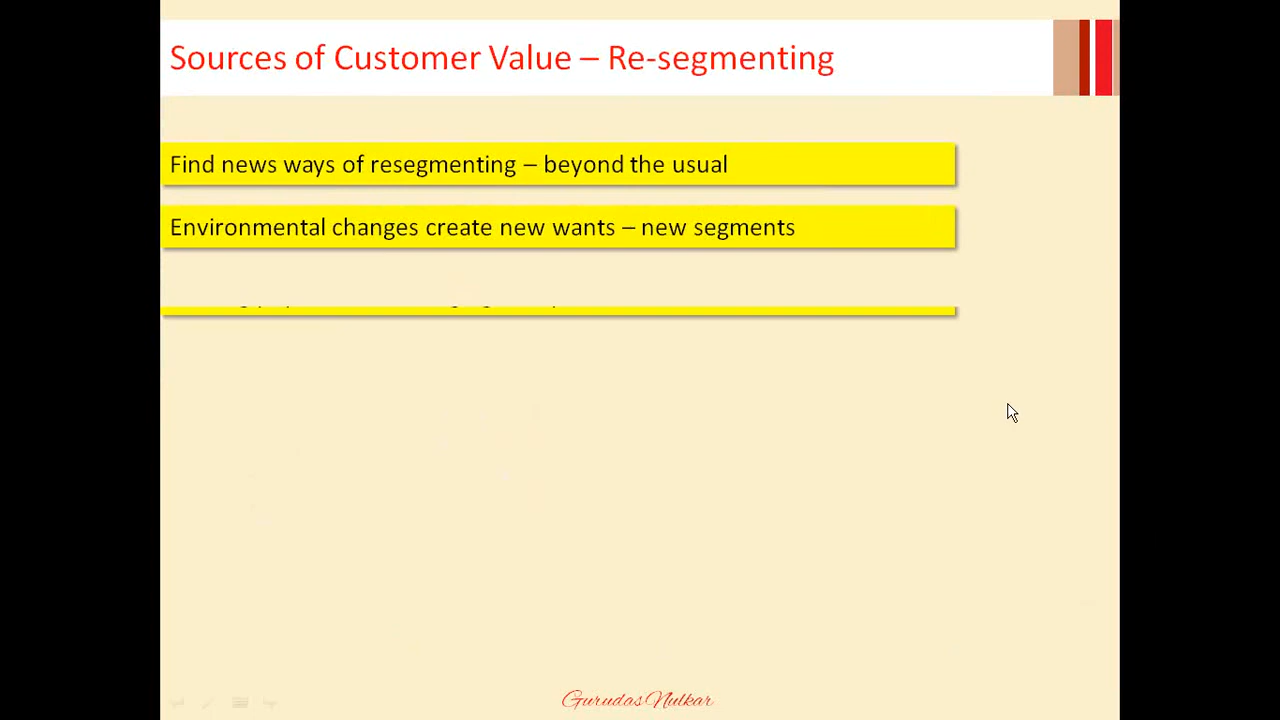 Sources of Customer Value – Re-segmenting
Find news ways of resegmenting – beyond the usual
Environmental changes create new wants – new segments
Gurudas Nulkar